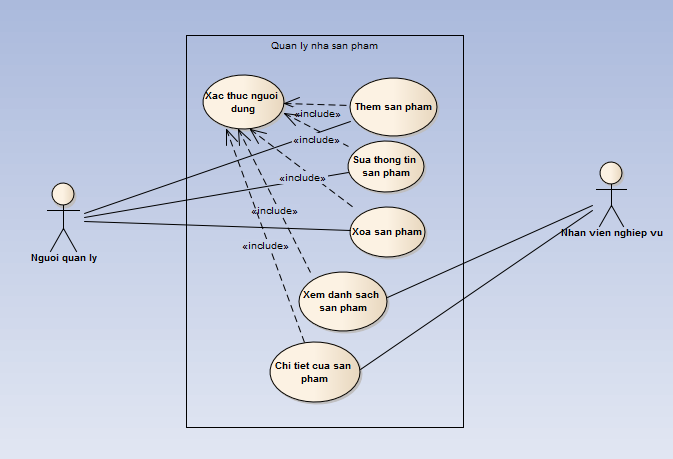 Quan ly nha san pham
Xac thuc nguoi
dung
Them san pham
«include»
«include»
Sua thong tin
san pham
«include»
«include»
Xoa san pham
«include»
Nguoi quan ly
Nhan vien nghiep vu
Xem danh sach
san pham
Chi tiet cua san
pham